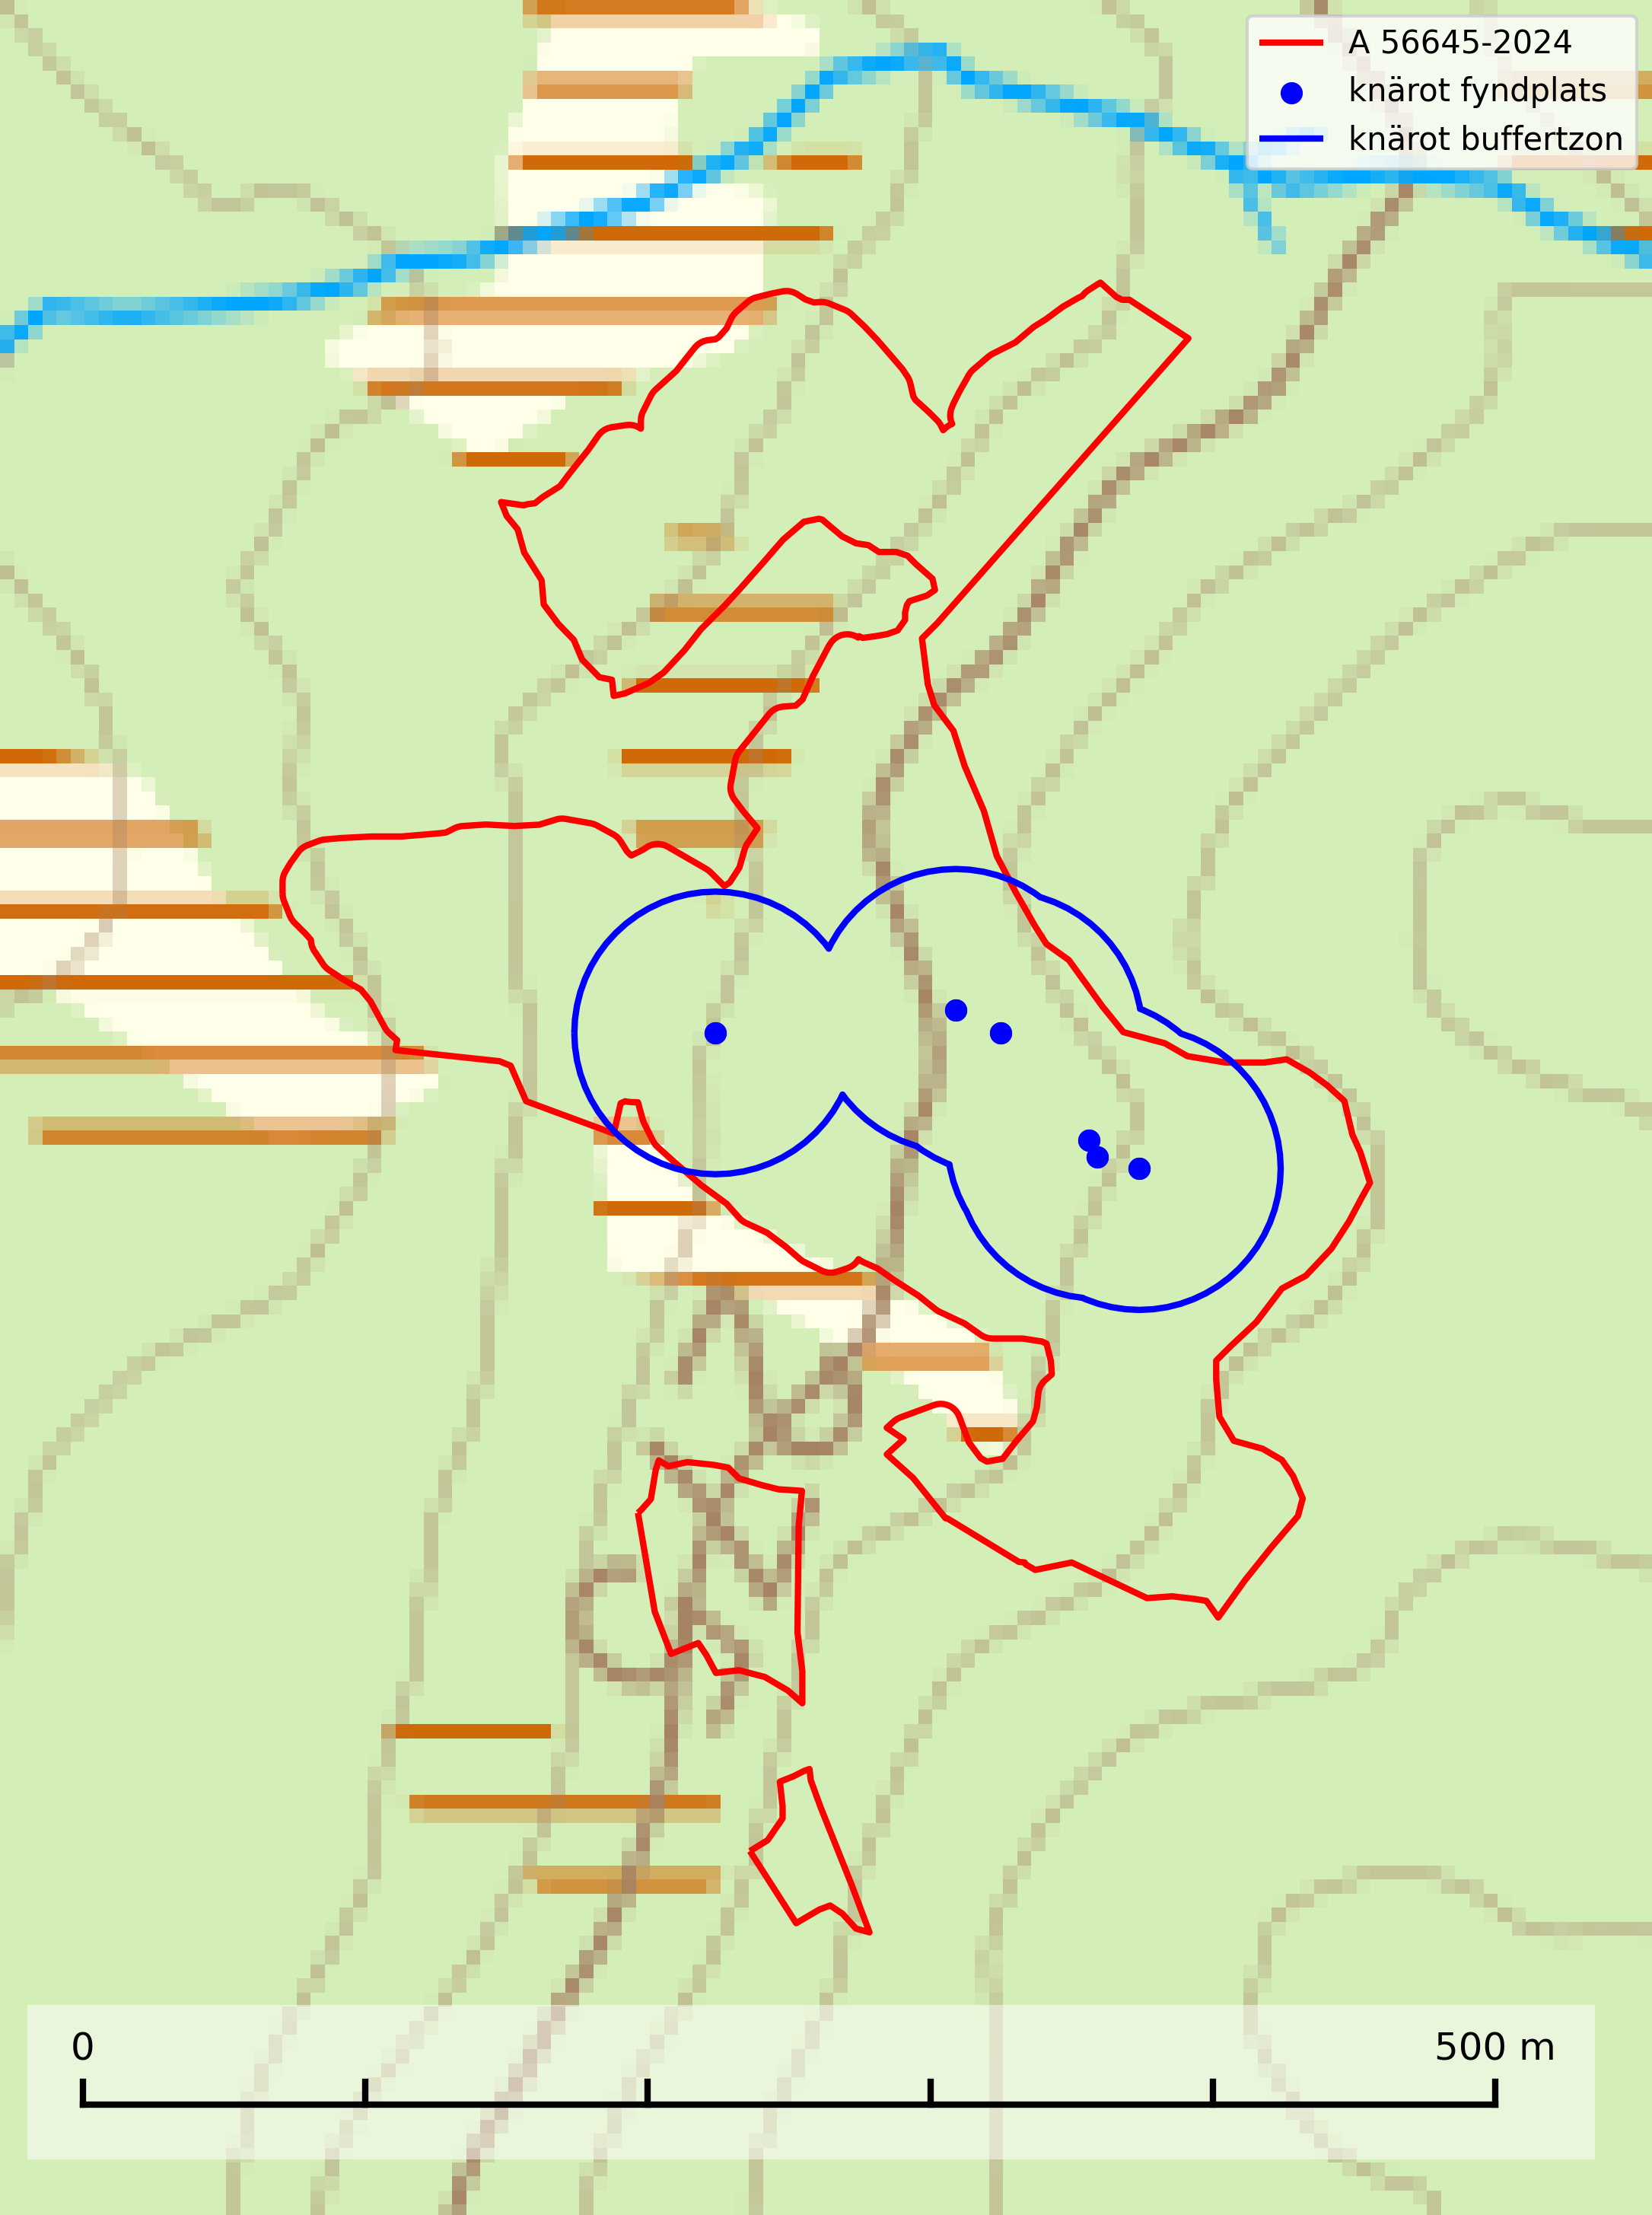 A 56645-2024
knärot fyndplats
knärot buffertzon
0
500 m